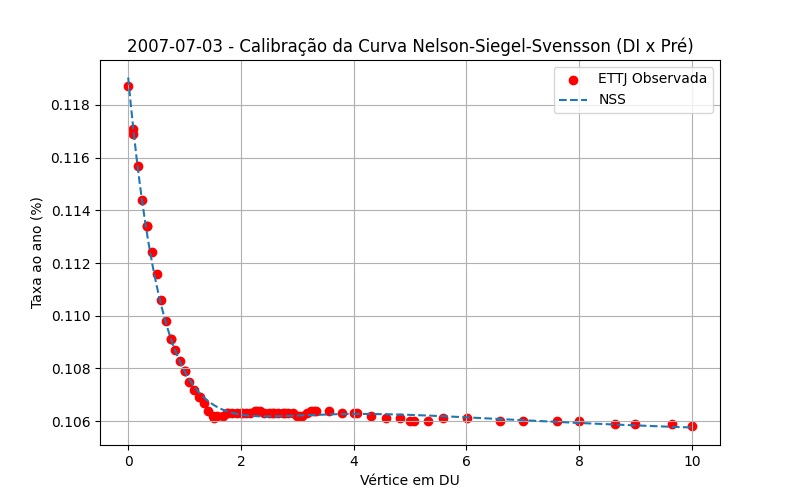 2007-07-03 - Calibração da Curva Nelson-Siegel-Svensson (DI x Pré)
ETTJ Observada
NSS
Taxa ao ano (%)
0.118
0.116
0.114
0.112
0.110
0.108
0.106
0 2 4 6 8 10
Vértice em DU